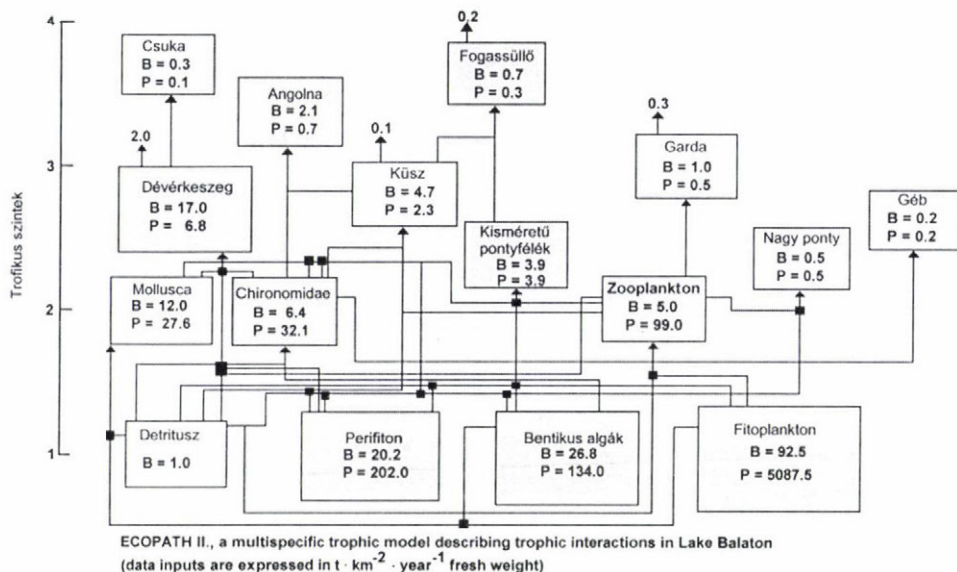 4
3
2
1
Trofikus szintek
Csuka
B = 0.3
P = 0.1
2.0
Dévérkeszeg
B = 17.0
P = 6.8
Angolna
B = 2.1
P = 0.7
0.1
Küsz
B = 4.7
P = 2.3
0.2
Fogassüllő
B = 0.7
P = 0.3
Kisméretű
pontyfélék
B = 3.9
P = 3.9
0.3
Garda
B = 1.0
P = 0.5
Nagy ponty
B = 0.5
P = 0.5
Géb
B = 0.2
P = 0.2
Mollusca
B = 12.0
P = 27.6
Chironomidae
B = 6.4
P = 32.1
Zooplankton
B = 5.0
P = 99.0
Detritusz
B = 1.0
Perifiton
B = 20.2
P = 202.0
Bentikus algák
B = 26.8
P = 134.0
Fitoplankton
B = 92.5
P = 5087.5
ECOPATH II., a multispecific trophic model describing trophic interactions in Lake Balaton
(data inputs are expressed in t · km⁻² · year⁻¹ fresh weight)